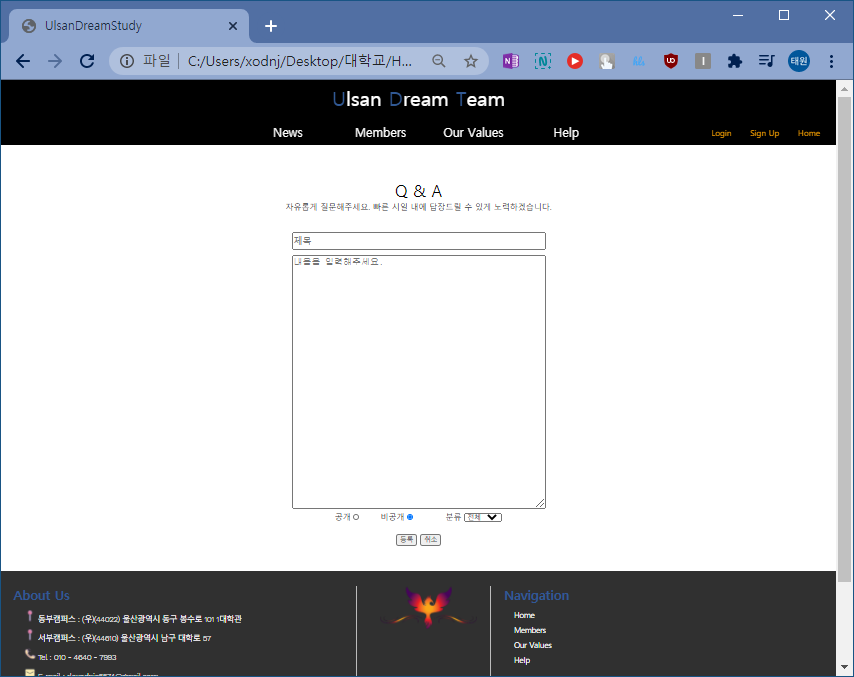 UlsanDreamStudy
파일 C:/Users/xodnj/Desktop/대학교/H... 태원
Ulsan Dream Team
News Members Our Values Help Login Sign Up Home
Q & A
자유롭게 질문해주세요. 빠른 시일 내에 답장드릴 수 있게 노력하겠습니다.
제목
내용을 입력해주세요.
공개 비공개 분류 전체
등록 취소
About Us
동부캠퍼스 : (우)(44022) 울산광역시 동구 봉수로 101 1대학관
서부캠퍼스 : (우)(44610) 울산광역시 남구 대학로 57
Tel : 010 - 4640 - 7993
E-mail :
Navigation
Home
Members
Our Values
Help